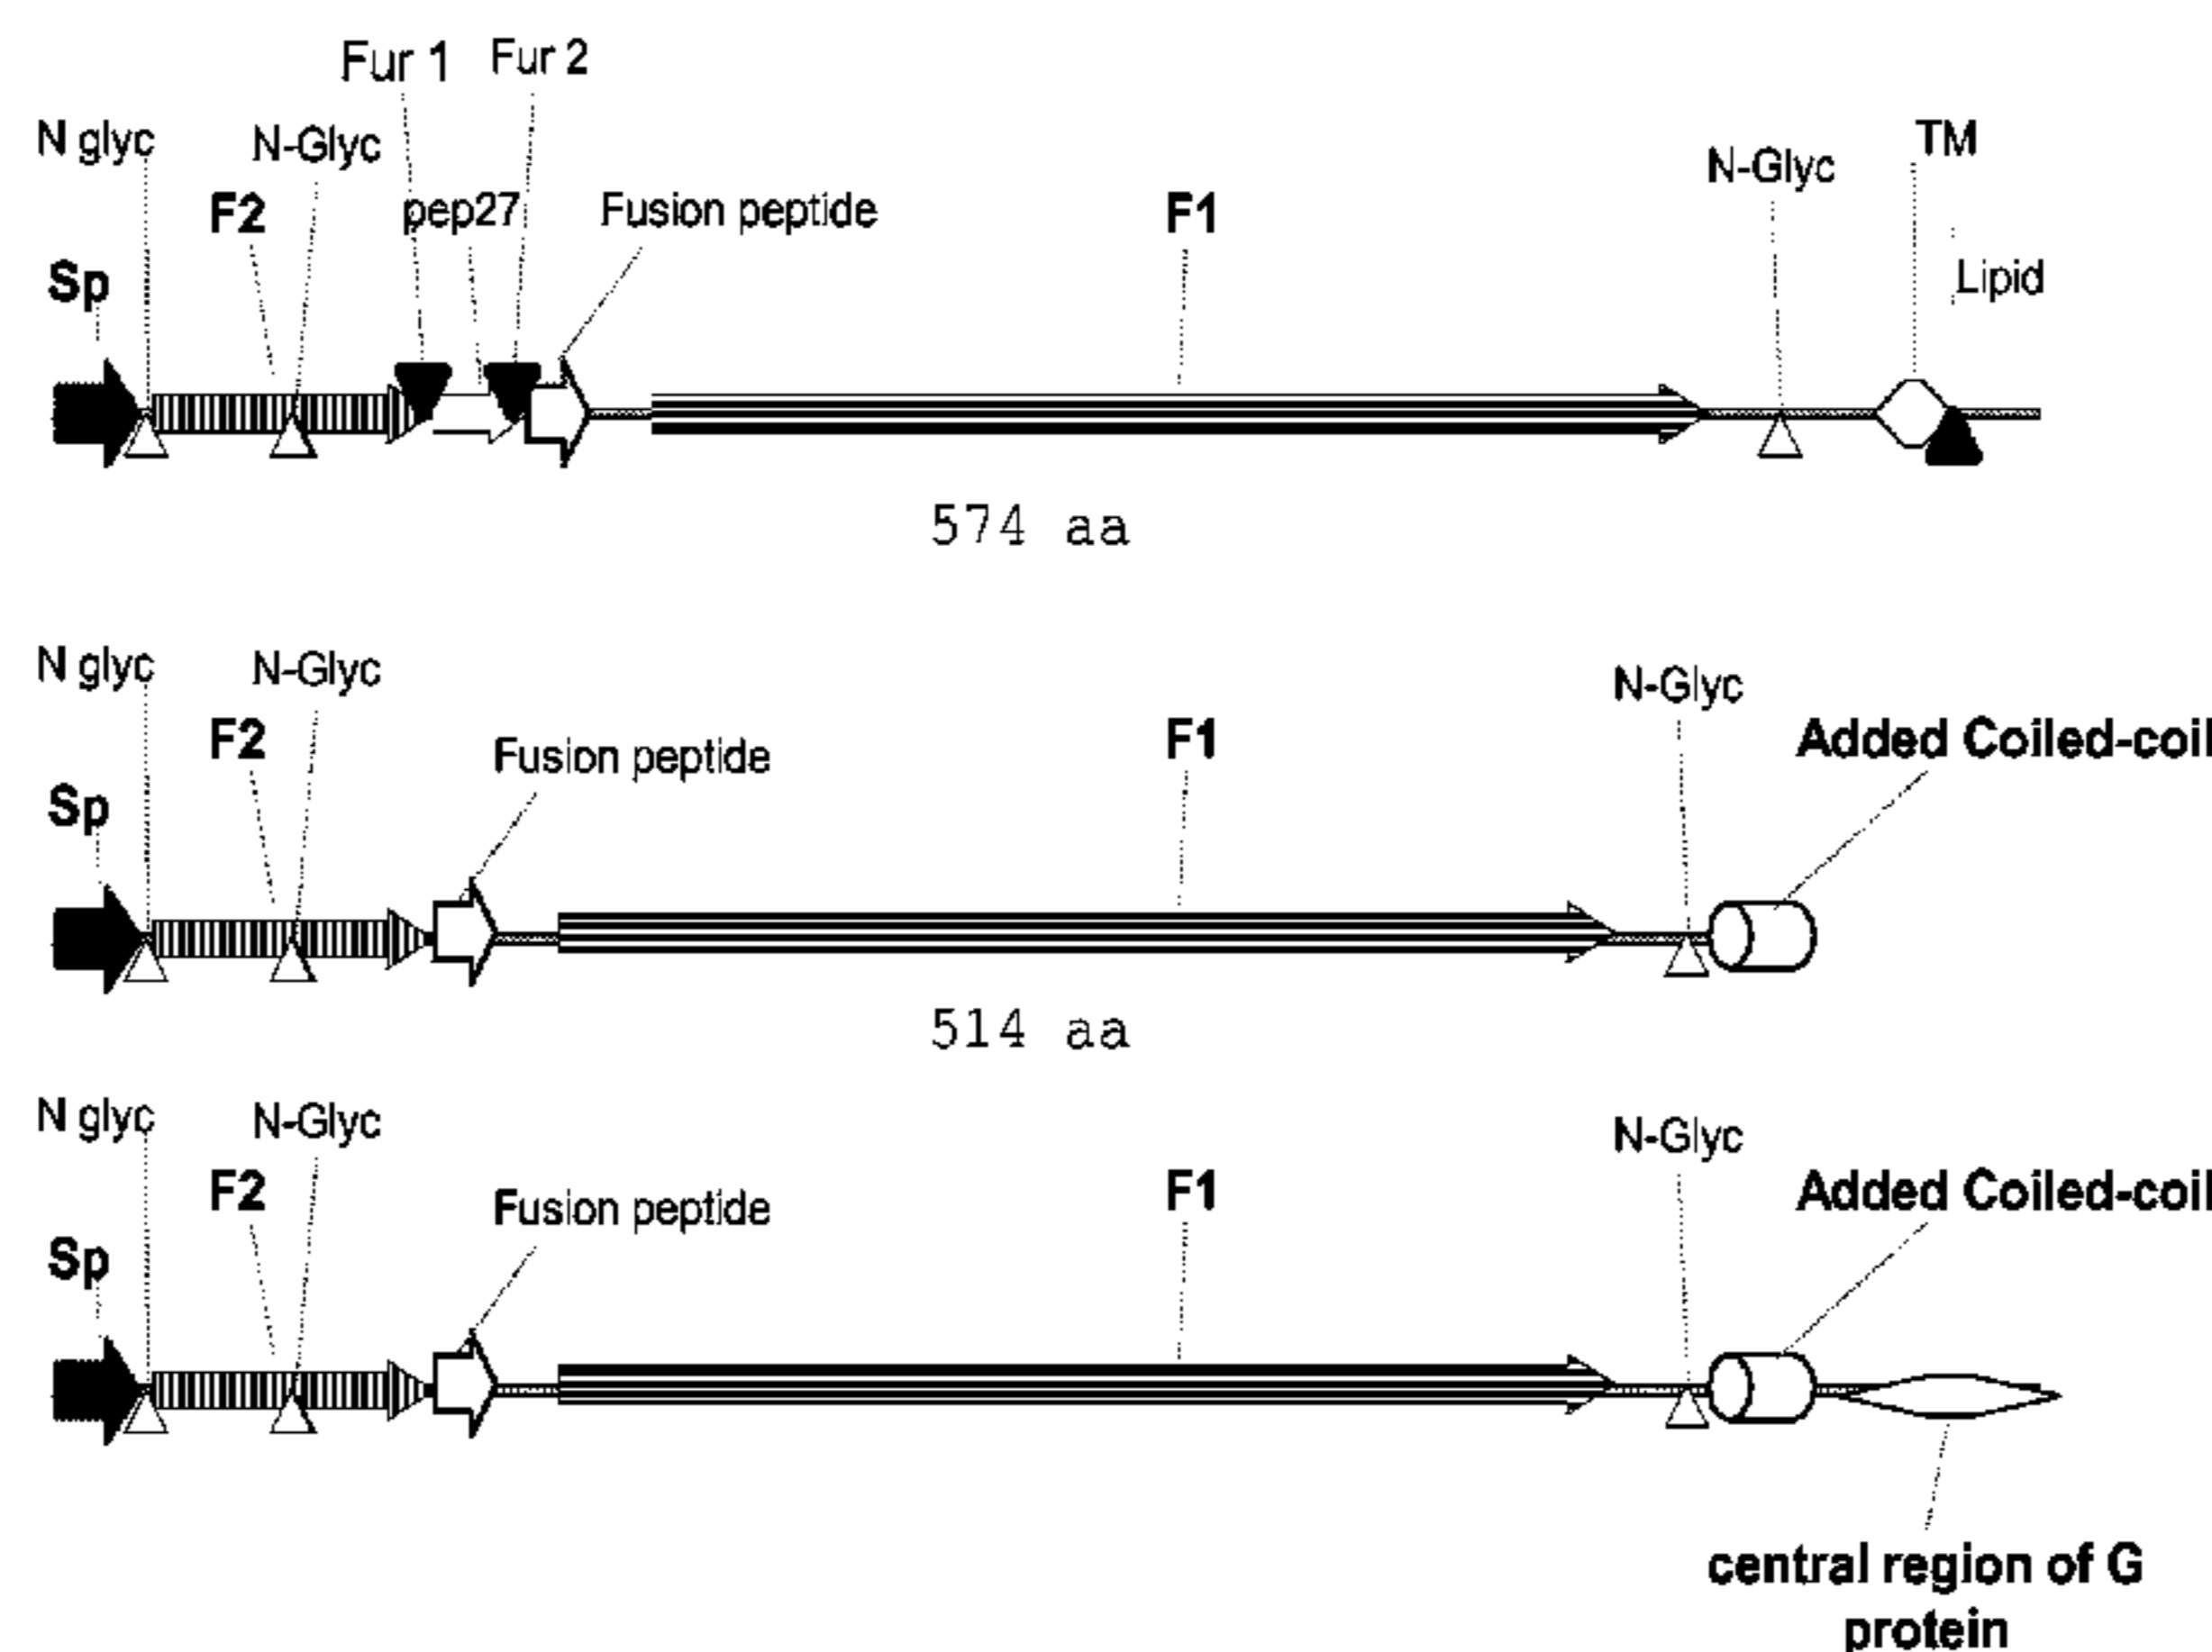 Fur 1 Fur 2
N glyc N-Glyc N-Glyc TM
F2 pep27 Fusion peptide F1
Sp Lipid
574 aa
N glyc N-Glyc N-Glyc
F2 Fusion peptide F1 Added Coiled-coil
Sp
514 aa
N glyc N-Glyc N-Glyc
F2 Fusion peptide F1 Added Coiled-coil
Sp
central region of G
protein